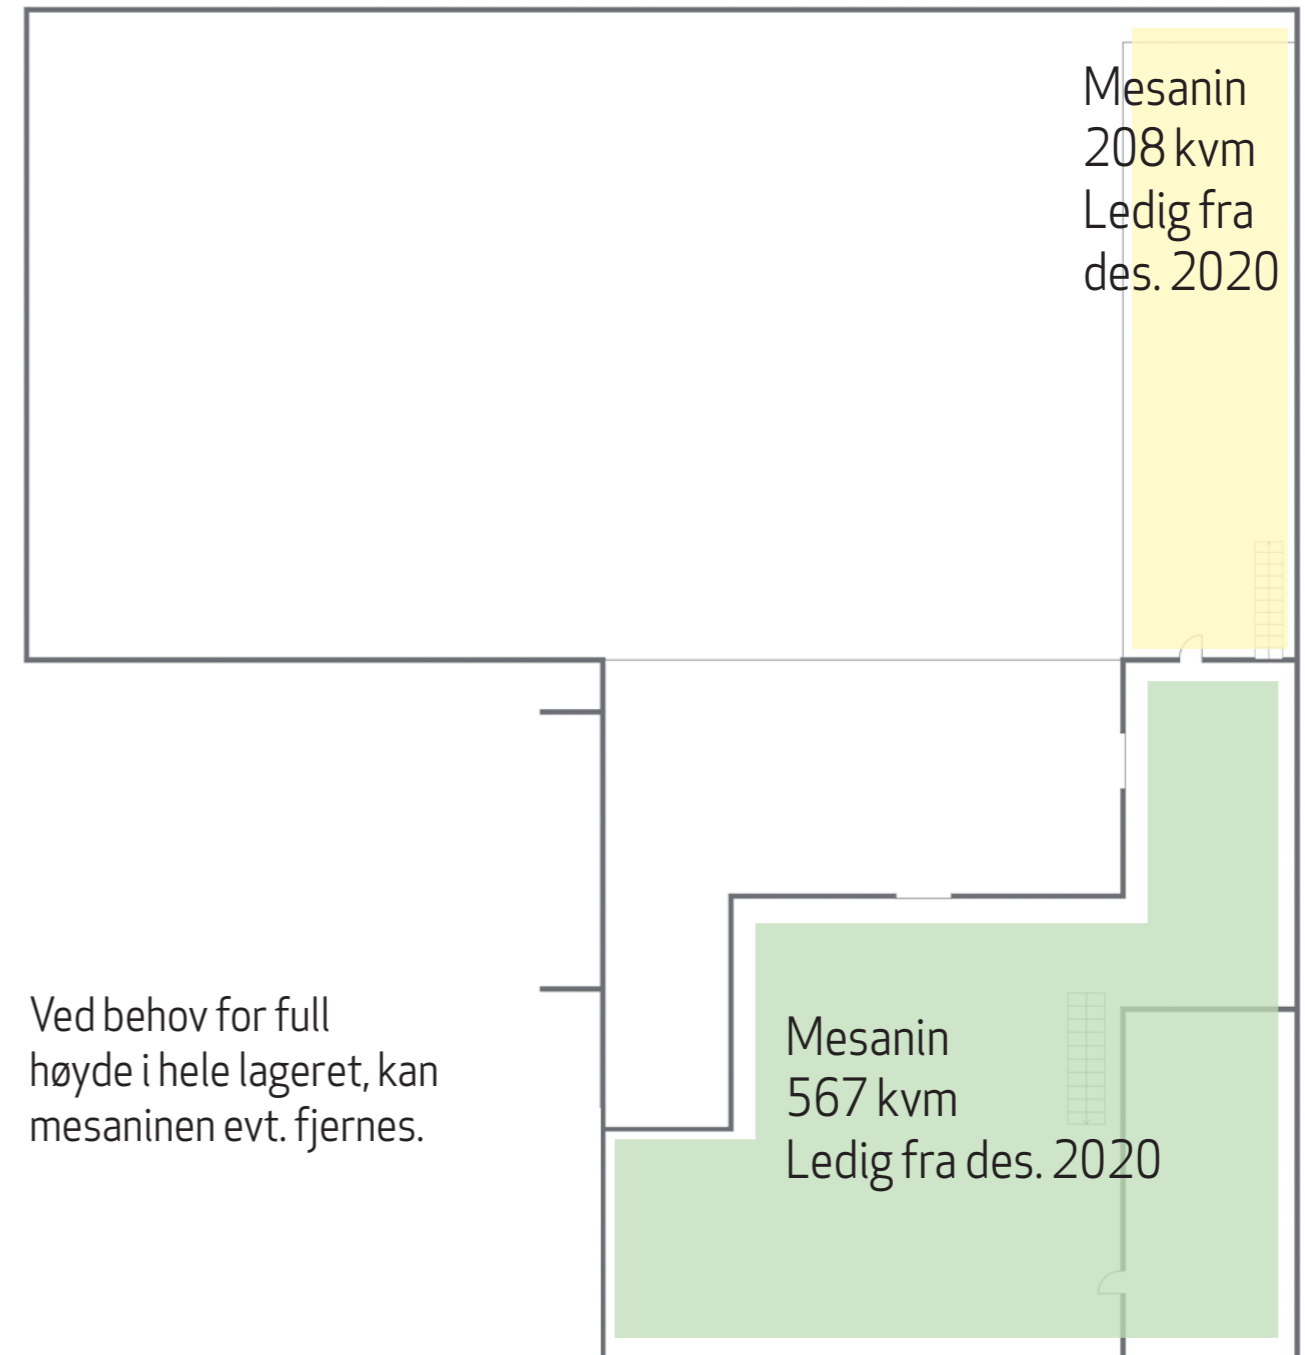 Mesanin
208 kvm
Ledig fra
des. 2020
Ved behov for full
høyde i hele lageret, kan
mesaninen evt. fjernes.
Mesanin
567 kvm
Ledig fra des. 2020